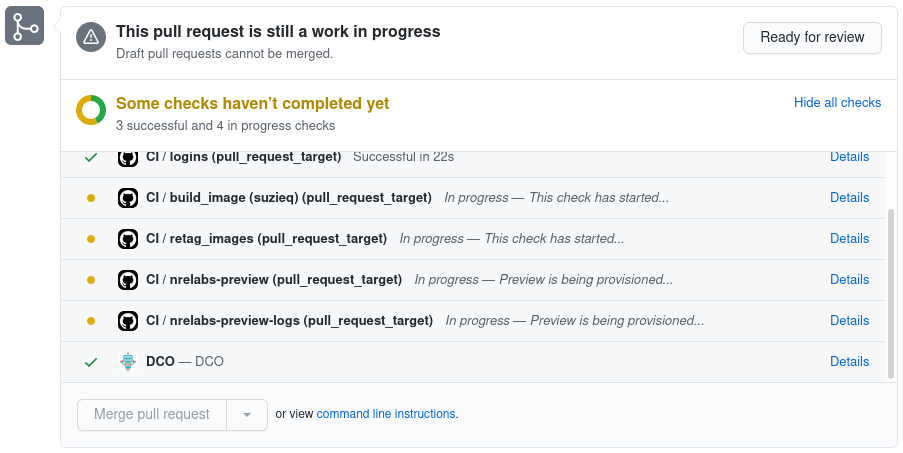 This pull request is still a work in progress
Draft pull requests cannot be merged.
Ready for review
Some checks haven’t completed yet
3 successful and 4 in progress checks
Hide all checks
CI / logins (pull_request_target) Successful in 22s Details
CI / build_image (suzieq) (pull_request_target) In progress — This check has started... Details
CI / retag_images (pull_request_target) In progress — This check has started... Details
CI / nrelabs-preview (pull_request_target) In progress — Preview is being provisioned... Details
CI / nrelabs-preview-logs (pull_request_target) In progress — Preview is being provisioned... Details
DCO — DCO Details
Merge pull request or view command line instructions.